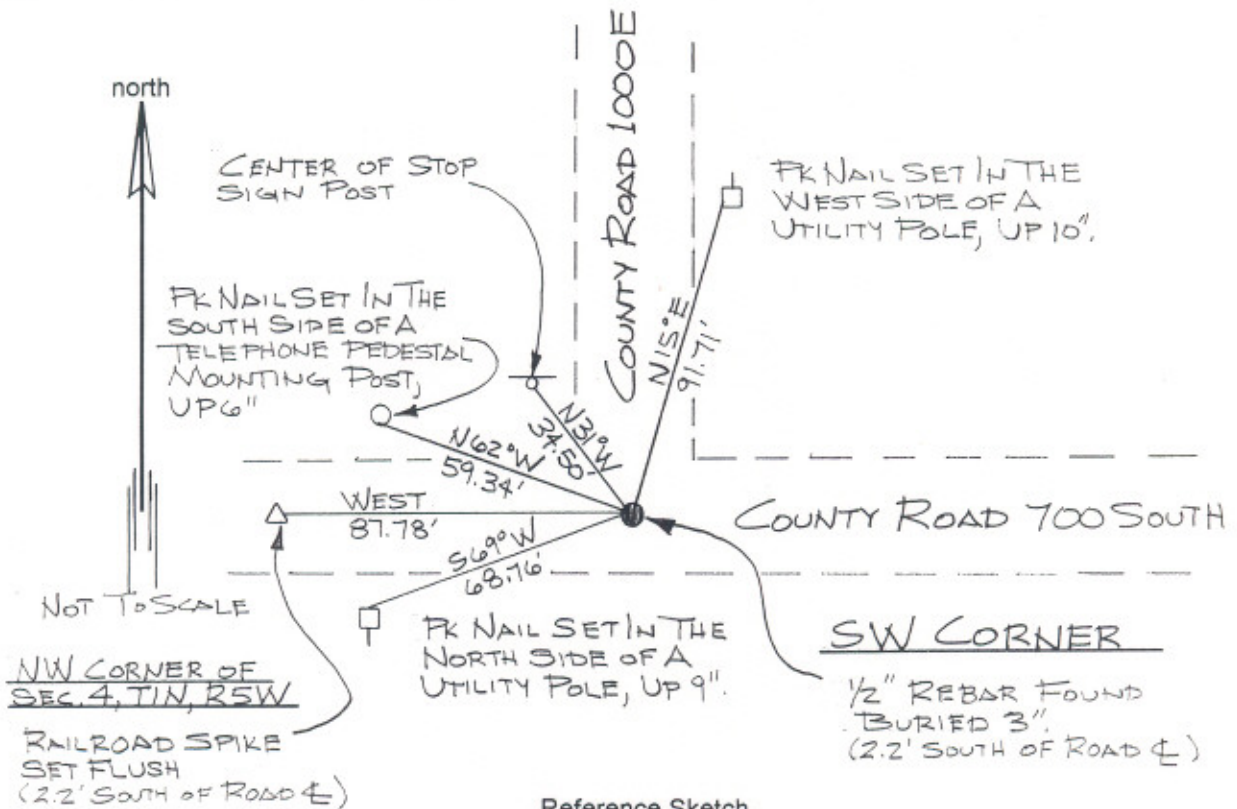 north
CENTER OF STOP
SIGN POST
COUNTY ROAD 1000E
PK NAIL SET IN THE
WEST SIDE OF A
UTILITY POLE, UP 10".
PK NAIL SET IN THE
SOUTH SIDE OF A
TELEPHONE PEDESTAL
MOUNTING POST,
UP 6"
N15°E
91.71'
N31°W
34.50'
N62°W
59.34'
WEST
87.78'
S69°W
68.76'
COUNTY ROAD 700 SOUTH
NOT TO SCALE
PK NAIL SET IN THE
NORTH SIDE OF A
UTILITY POLE, UP 9".
SW CORNER
1/2" REBAR FOUND
BURIED 3".
(2.2' SOUTH OF ROAD ℄)
NW CORNER OF
SEC. 4, T1N, R5W
RAILROAD SPIKE
SET FLUSH
(2.2' SOUTH OF ROAD ℄)
Reference Sketch